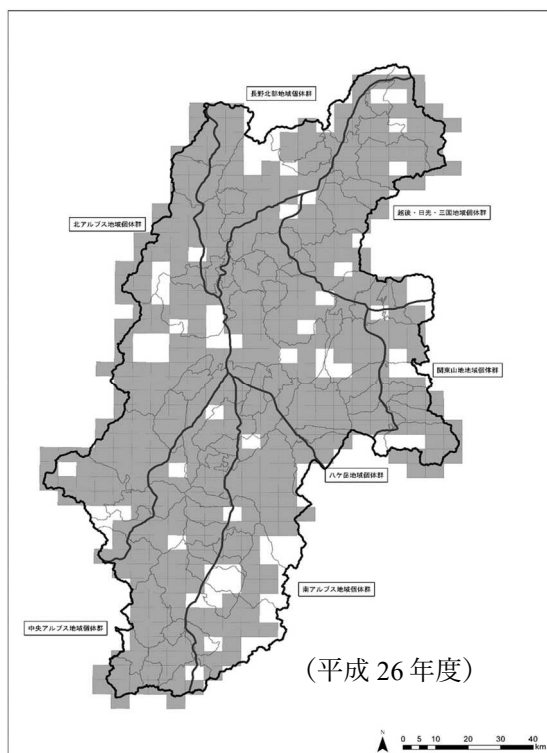 長野北部地域個体群
北アルプス地域個体群
越後・日光・三国地域個体群
関東山地地域個体群
八ケ岳地域個体群
南アルプス地域個体群
中央アルプス地域個体群
（平成 26 年度）
N
0 5 10 20 30 40
km